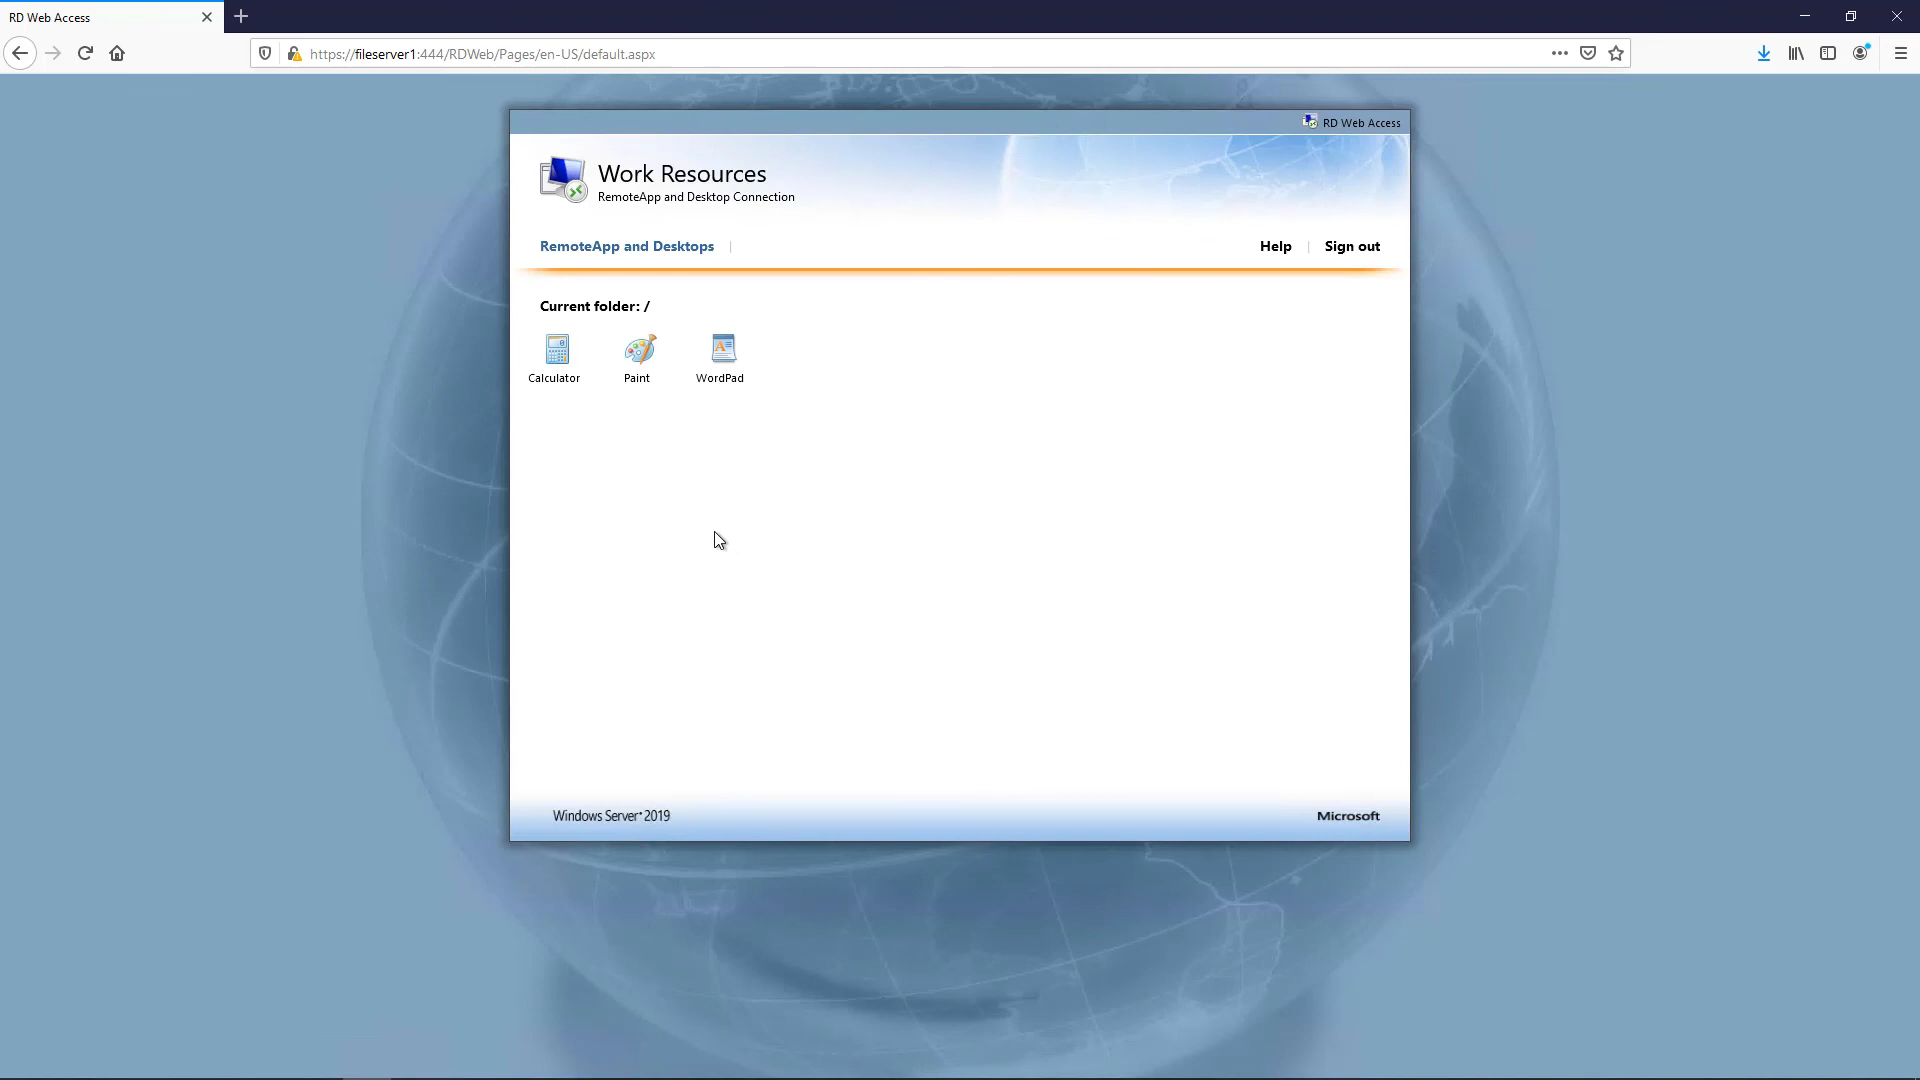 RD Web Access
https://fileserver1:444/RDWeb/Pages/en-US/default.aspx
RD Web Access
Work Resources
RemoteApp and Desktop Connection
RemoteApp and Desktops | Help | Sign out
Current folder: /
Calculator Paint WordPad
Windows Server 2019 Microsoft